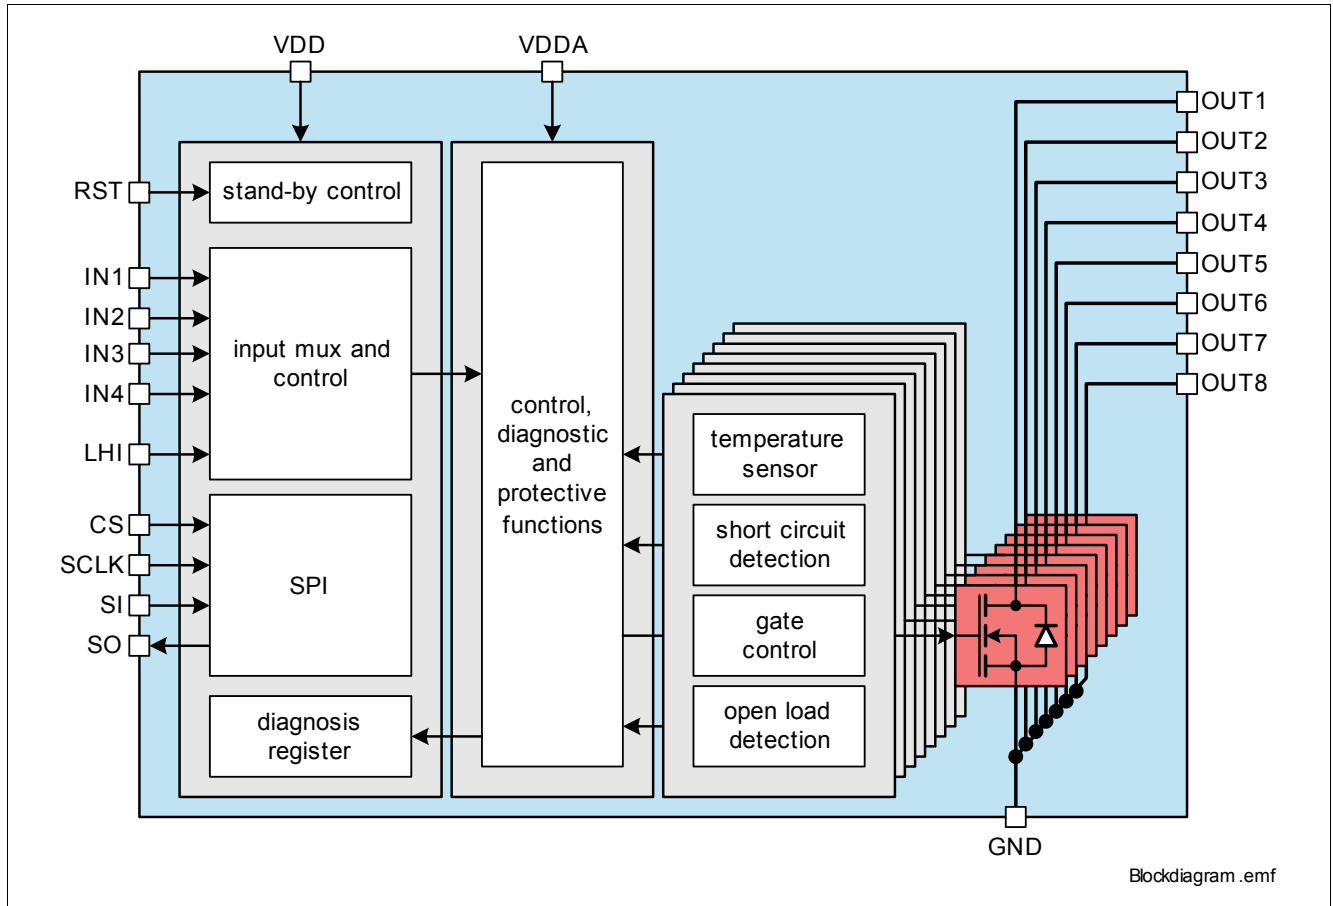 VDD
VDDA
OUT1
OUT2
OUT3
OUT4
OUT5
OUT6
OUT7
OUT8
RST
IN1
IN2
IN3
IN4
LHI
CS
SCLK
SI
SO
stand-by control
input mux and
control
SPI
diagnosis
register
control,
diagnostic
and
protective
functions
temperature
sensor
short circuit
detection
gate
control
open load
detection
GND
Blockdiagram.emf